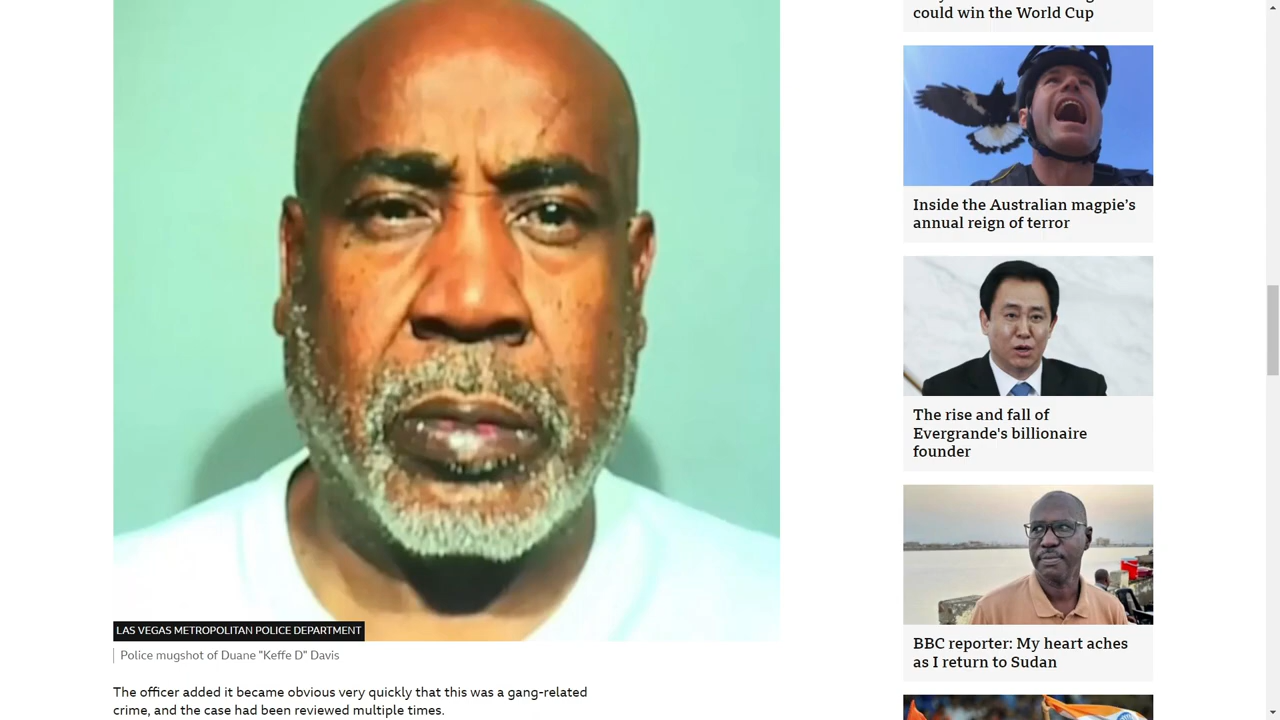 could win the World Cup
Inside the Australian magpie’s
annual reign of terror
The rise and fall of
Evergrande's billionaire
founder
BBC reporter: My heart aches
as I return to Sudan
LAS VEGAS METROPOLITAN POLICE DEPARTMENT
Police mugshot of Duane "Keffe D" Davis
The officer added it became obvious very quickly that this was a gang-related
crime, and the case had been reviewed multiple times.